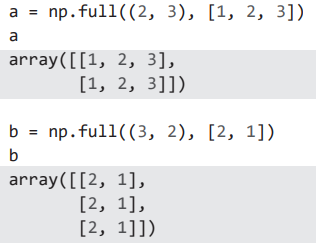 a = np.full((2, 3), [1, 2, 3])
a
array([[1, 2, 3],
       [1, 2, 3]])
b = np.full((3, 2), [2, 1])
b
array([[2, 1],
       [2, 1],
       [2, 1]])